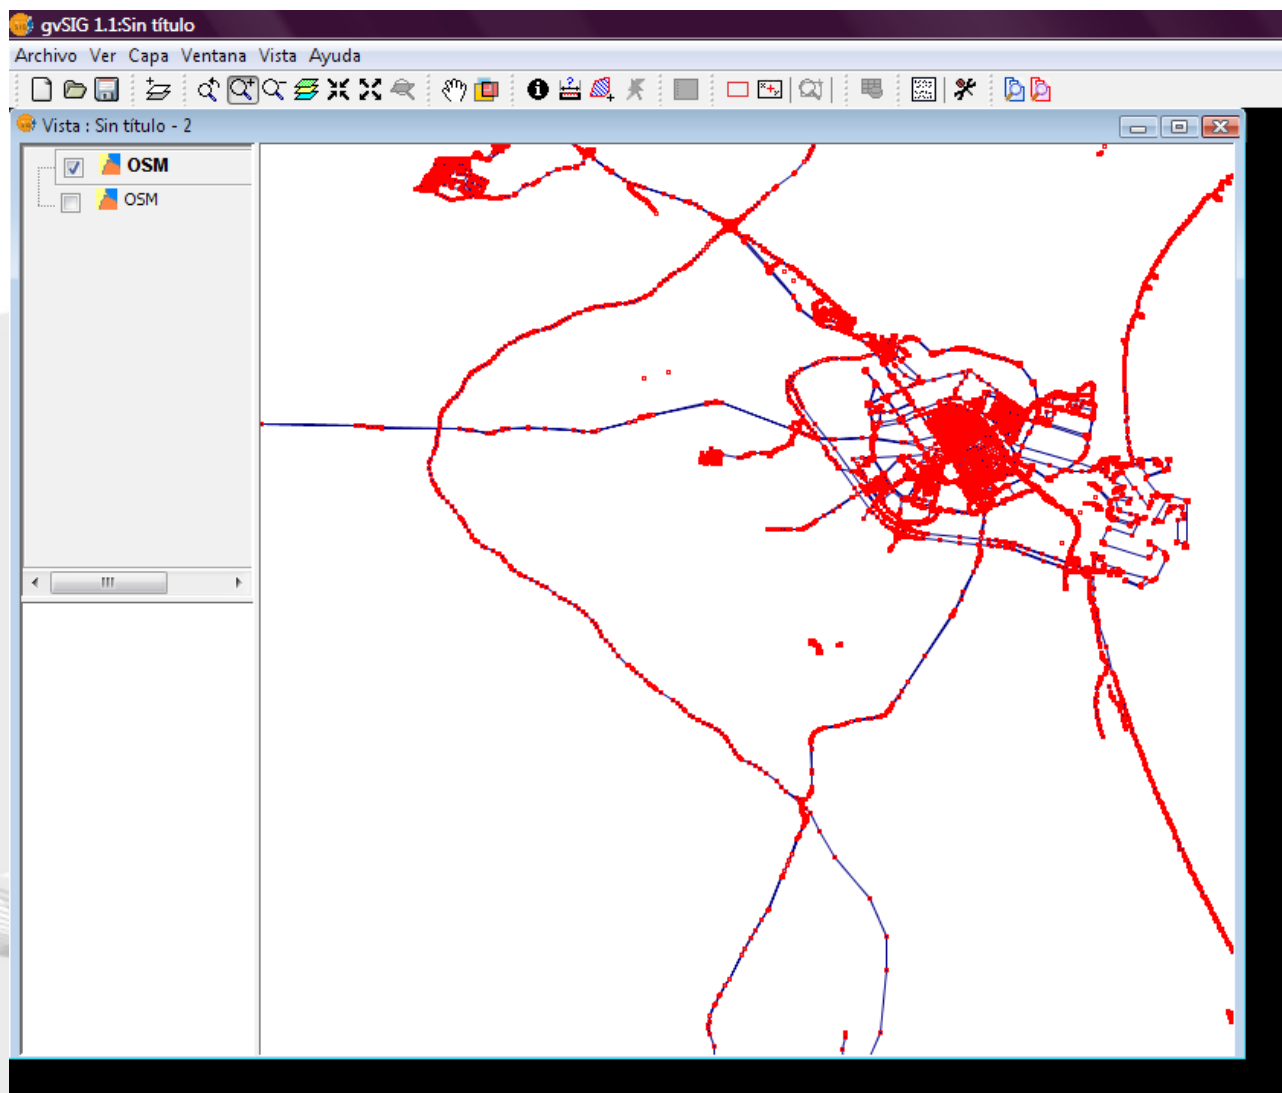 gvSIG 1.1:Sin título
Archivo Ver Capa Ventana Vista Ayuda
Vista : Sin título - 2
OSM
OSM